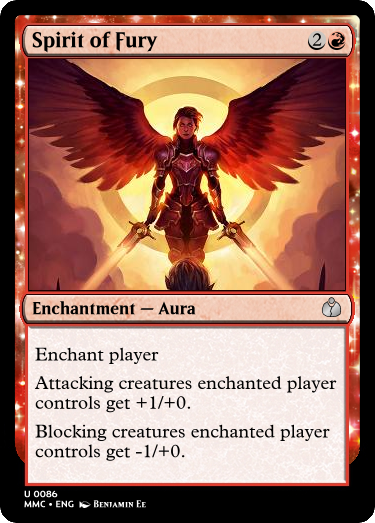 Spirit of Fury 2
Enchantment — Aura
Enchant player
Attacking creatures enchanted player
controls get +1/+0.
Blocking creatures enchanted player
controls get -1/+0.
U 0086
MMC • ENG Benjamin Ee